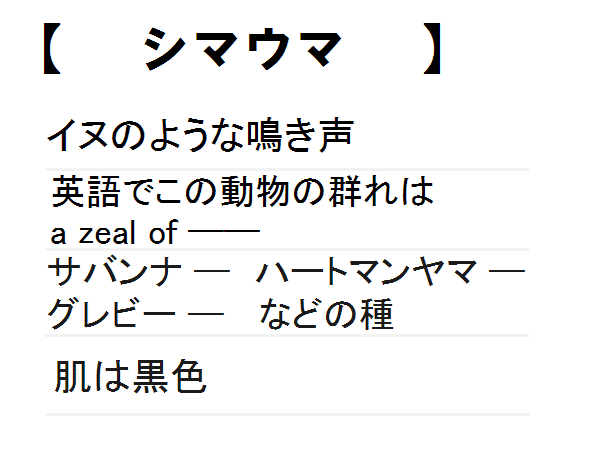 【 シマウマ 】
イヌのような鳴き声
英語でこの動物の群れは
a zeal of ――
サバンナ ― ハートマンヤマ ―
グレビー ― などの種
肌は黒色